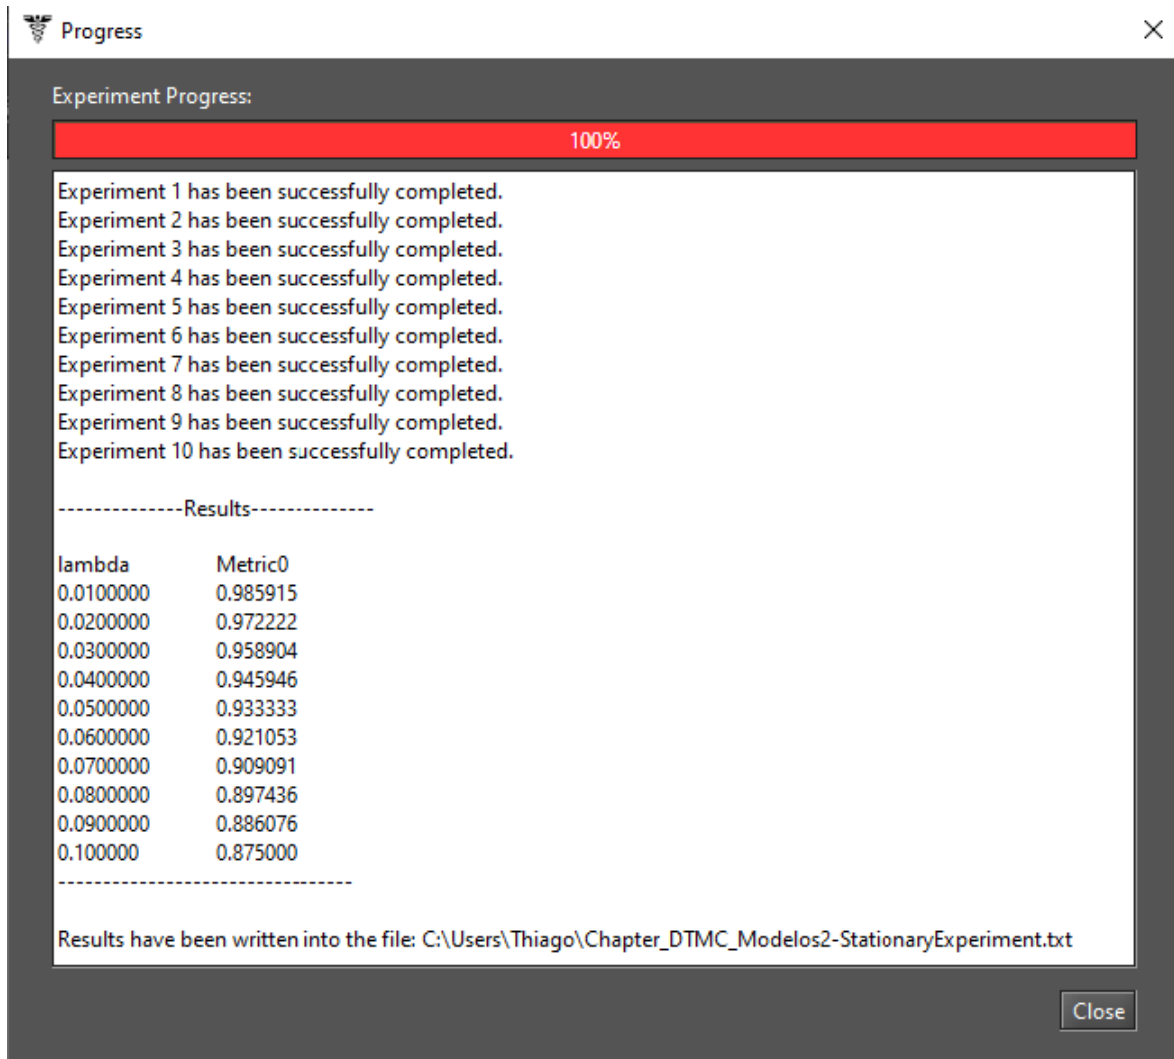 Progress
Experiment Progress:
100%
Experiment 1 has been successfully completed.
Experiment 2 has been successfully completed.
Experiment 3 has been successfully completed.
Experiment 4 has been successfully completed.
Experiment 5 has been successfully completed.
Experiment 6 has been successfully completed.
Experiment 7 has been successfully completed.
Experiment 8 has been successfully completed.
Experiment 9 has been successfully completed.
Experiment 10 has been successfully completed.
--------------Results--------------
lambda Metric0
0.0100000 0.985915
0.0200000 0.972222
0.0300000 0.958904
0.0400000 0.945946
0.0500000 0.933333
0.0600000 0.921053
0.0700000 0.909091
0.0800000 0.897436
0.0900000 0.886076
0.100000 0.875000
---------------------------------
Results have been written into the file: C:\Users\Thiago\Chapter_DTMC_Modelos2-StationaryExperiment.txt
Close